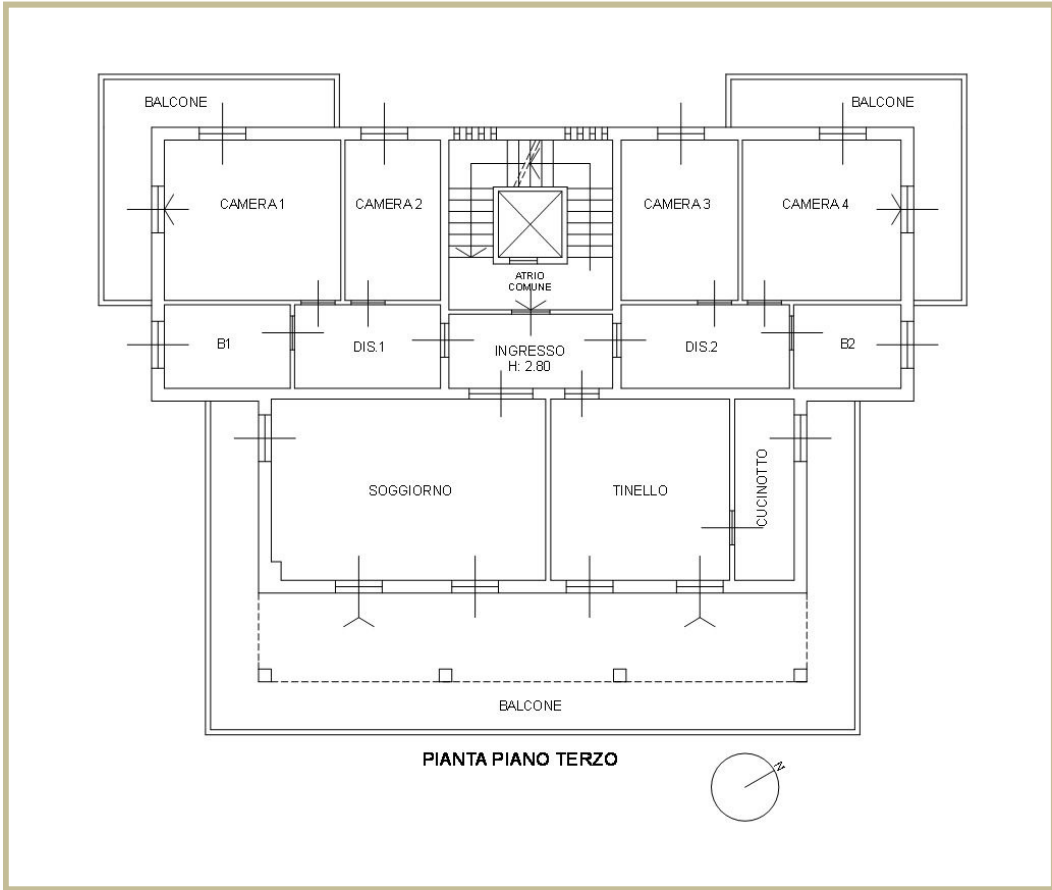 BALCONE
BALCONE
CAMERA 1
CAMERA 2
CAMERA 3
CAMERA 4
ATRIO
COMUNE
B1
DIS.1
INGRESSO
H: 2.80
DIS.2
B2
SOGGIORNO
TINELLO
CUCINOTTO
BALCONE
PIANTA PIANO TERZO
N